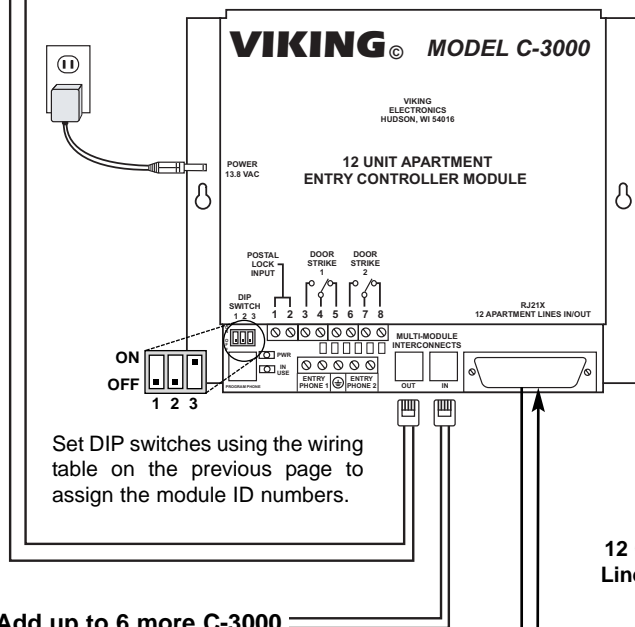 VIKING© MODEL C-3000
VIKING
ELECTRONICS
HUDSON, WI 54016
POWER
13.8 VAC
12 UNIT APARTMENT
ENTRY CONTROLLER MODULE
POSTAL
LOCK
INPUT
DOOR
STRIKE
1
DOOR
STRIKE
2
DIP
SWITCH
1 2 3
1 2 3 4 5 6 7 8
RJ21X
12 APARTMENT LINES IN/OUT
MULTI-MODULE
INTERCONNECTS
PWR
IN
USE
ENTRY
PHONE 1
ENTRY
PHONE 2
PROGRAM PHONE
OUT
IN
ON
OFF
1 2 3
Set DIP switches using the wiring
table on the previous page to
assign the module ID numbers.
12
Line
Add up to 6 more C-3000